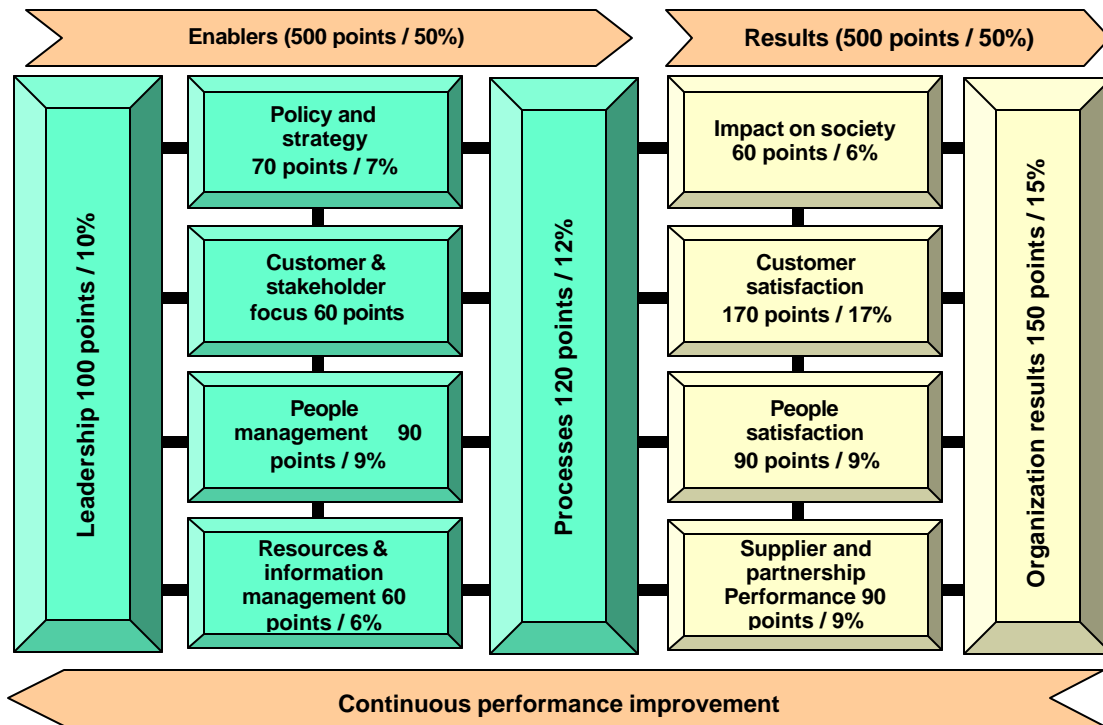 Enablers (500 points / 50%)
Results (500 points / 50%)
Leadership 100 points / 10%
Policy and
strategy
70 points / 7%
Customer &
stakeholder
focus 60 points
People
management 90
points / 9%
Resources &
information
management 60
points / 6%
Processes 120 points / 12%
Impact on society
60 points / 6%
Customer
satisfaction
170 points / 17%
People
satisfaction
90 points / 9%
Supplier and
partnership
Performance 90
points / 9%
Organization results 150 points / 15%
Continuous performance improvement